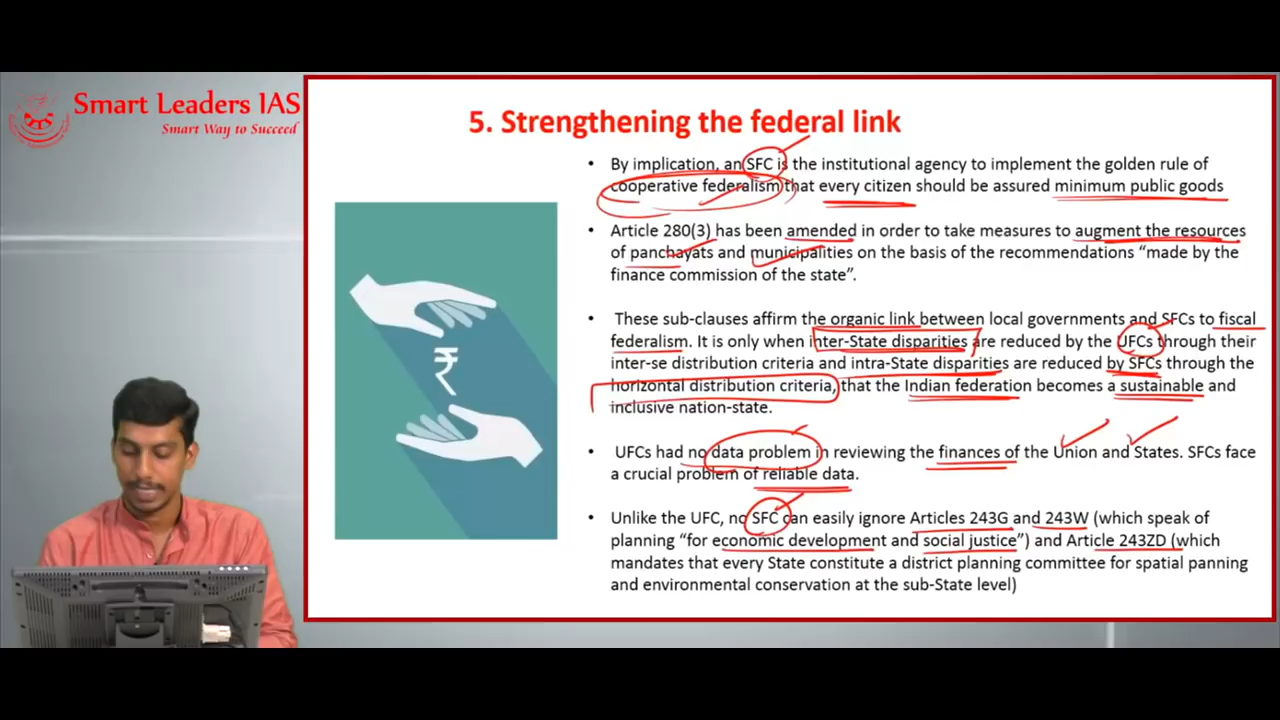 Smart Leaders IAS
Smart Way to Succeed
5. Strengthening the federal link
• By implication, an SFC is the institutional agency to implement the golden rule of
cooperative federalism that every citizen should be assured minimum public goods
• Article 280(3) has been amended in order to take measures to augment the resources
of panchayats and municipalities on the basis of the recommendations “made by the
finance commission of the state”.
• These sub-clauses affirm the organic link between local governments and SFCs to fiscal
federalism. It is only when inter-State disparities are reduced by the UFCs through their
inter-se distribution criteria and intra-State disparities are reduced by SFCs through the
horizontal distribution criteria, that the Indian federation becomes a sustainable and
inclusive nation-state.
• UFCs had no data problem in reviewing the finances of the Union and States. SFCs face
a crucial problem of reliable data.
• Unlike the UFC, no SFC can easily ignore Articles 243G and 243W (which speak of
planning “for economic development and social justice”) and Article 243ZD (which
mandates that every State constitute a district planning committee for spatial panning
and environmental conservation at the sub-State level)
₹